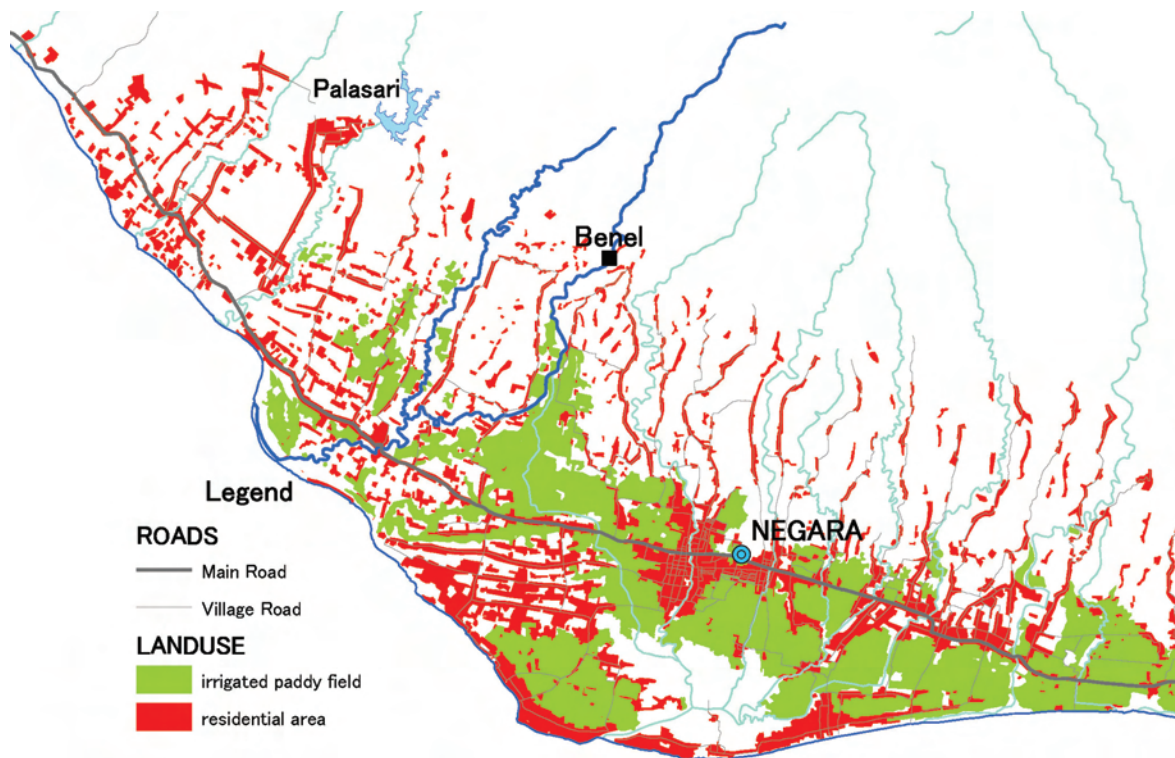 Palasari
Benel
NEGARA
Legend
ROADS
Main Road
Village Road
LANDUSE
irrigated paddy field
residential area